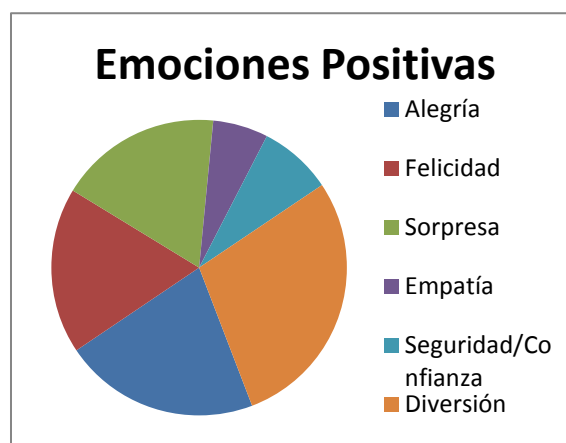 Emociones Positivas
Alegría
Felicidad
Sorpresa
Empatía
Seguridad/Co
nfianza
Diversión